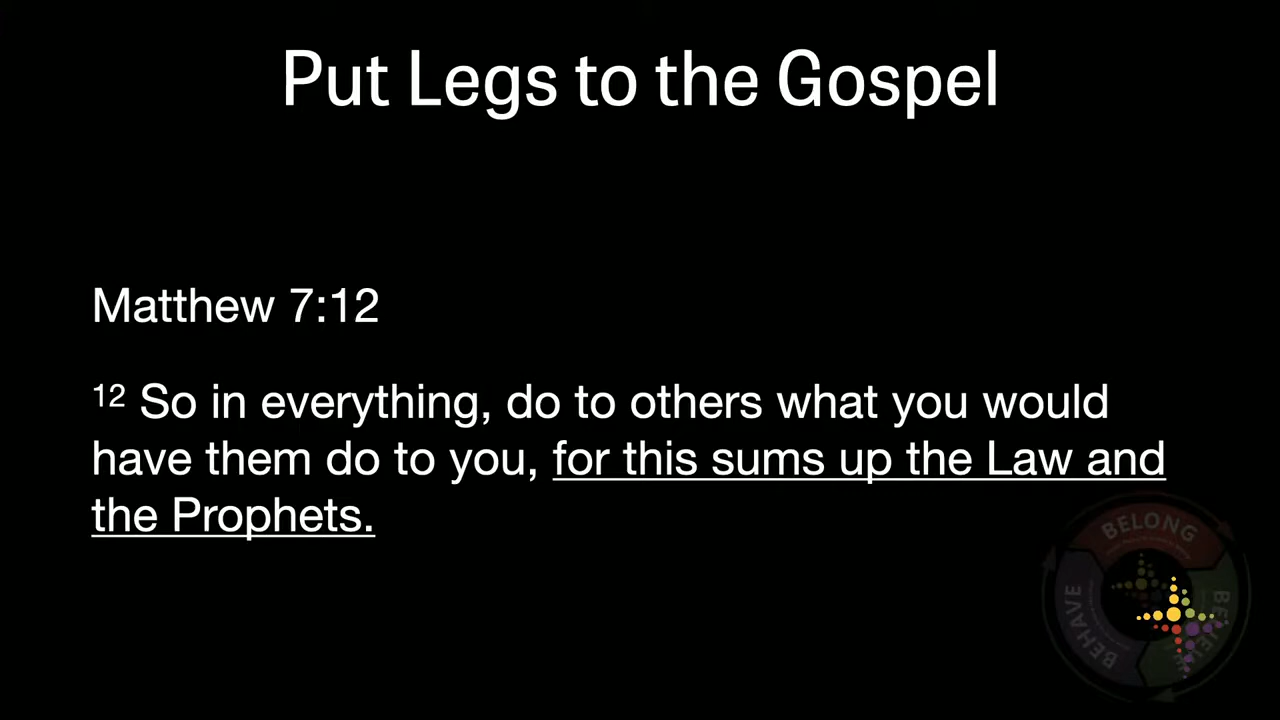 Put Legs to the Gospel
Matthew 7:12
12 So in everything, do to others what you would
have them do to you, for this sums up the Law and
the Prophets.
BELONG
BEHAVE